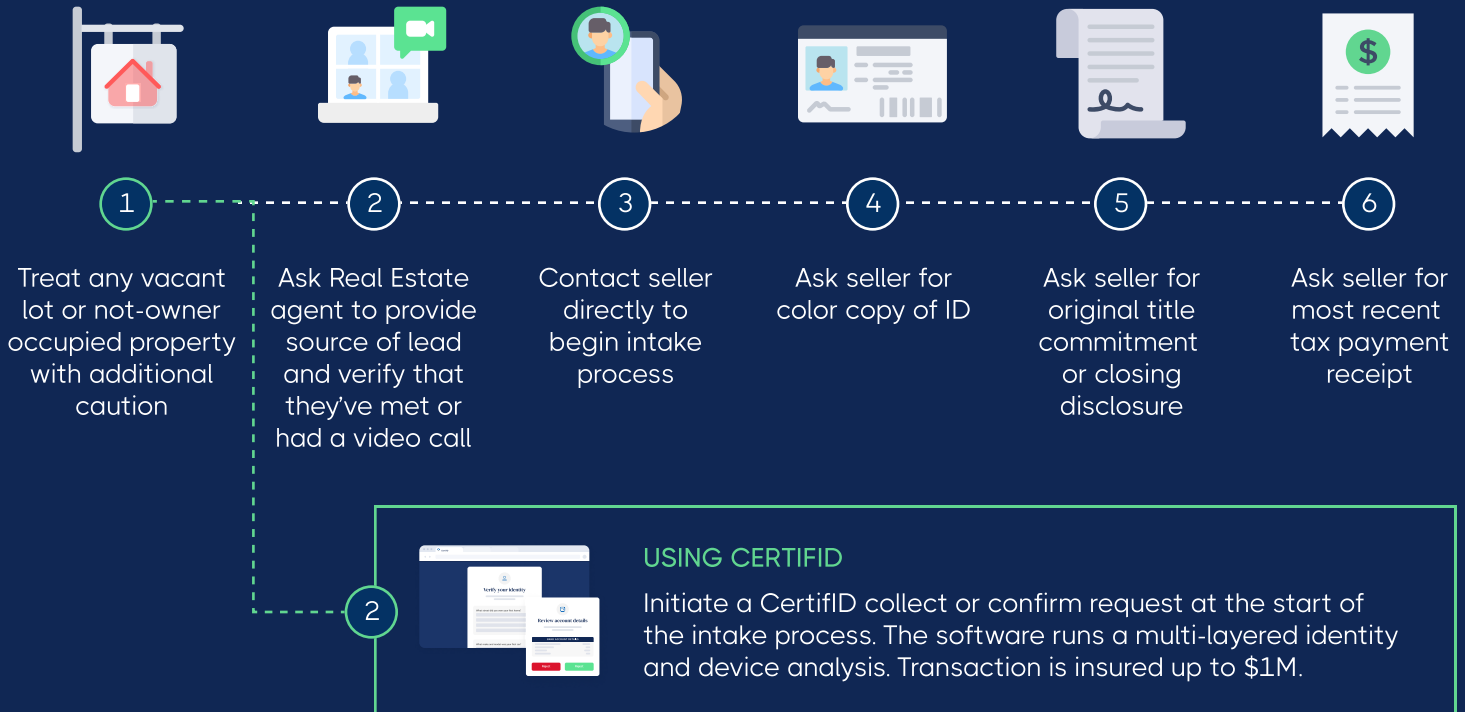 1
2
3
4
5
6
Treat any vacant
lot or not-owner
occupied property
with additional
caution
Ask Real Estate
agent to provide
source of lead
and verify that
they’ve met or
had a video call
Contact seller
directly to
begin intake
process
Ask seller for
color copy of ID
Ask seller for
original title
commitment
or closing
disclosure
Ask seller for
most recent
tax payment
receipt
2
Verify your identity
Review account details
USING CERTIFID
Initiate a CertifID collect or confirm request at the start of
the intake process. The software runs a multi-layered identity
and device analysis. Transaction is insured up to $1M.
$